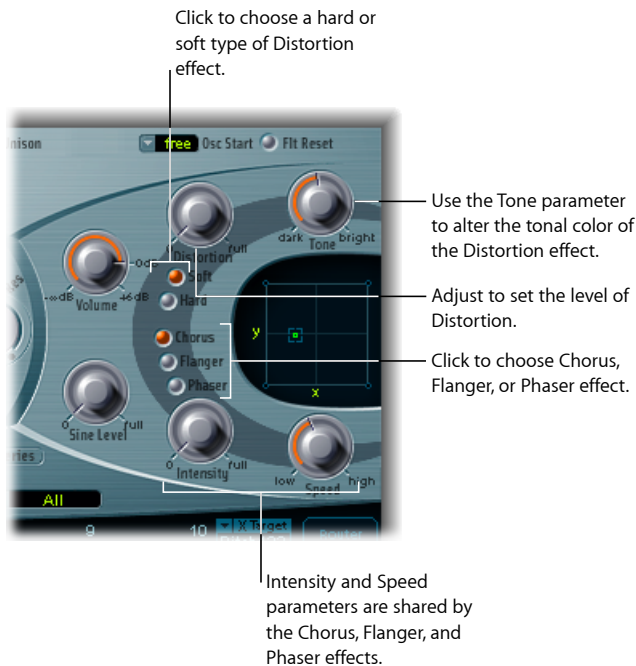 Click to choose a hard or
soft type of Distortion
effect.
free Osc Start Flt Reset
Use the Tone parameter
to alter the tonal color of
the Distortion effect.
dark Tone bright
full
Distortion
0dB
-∞dB Volume +6dB
Soft
Hard
Adjust to set the level of
Distortion.
Chorus
Flanger
Phaser
y
x
Click to choose Chorus,
Flanger, or Phaser effect.
0 Sine Level full
0 Intensity full
low Speed high
All
9 10 X Target
Intensity and Speed
parameters are shared by
the Chorus, Flanger, and
Phaser effects.